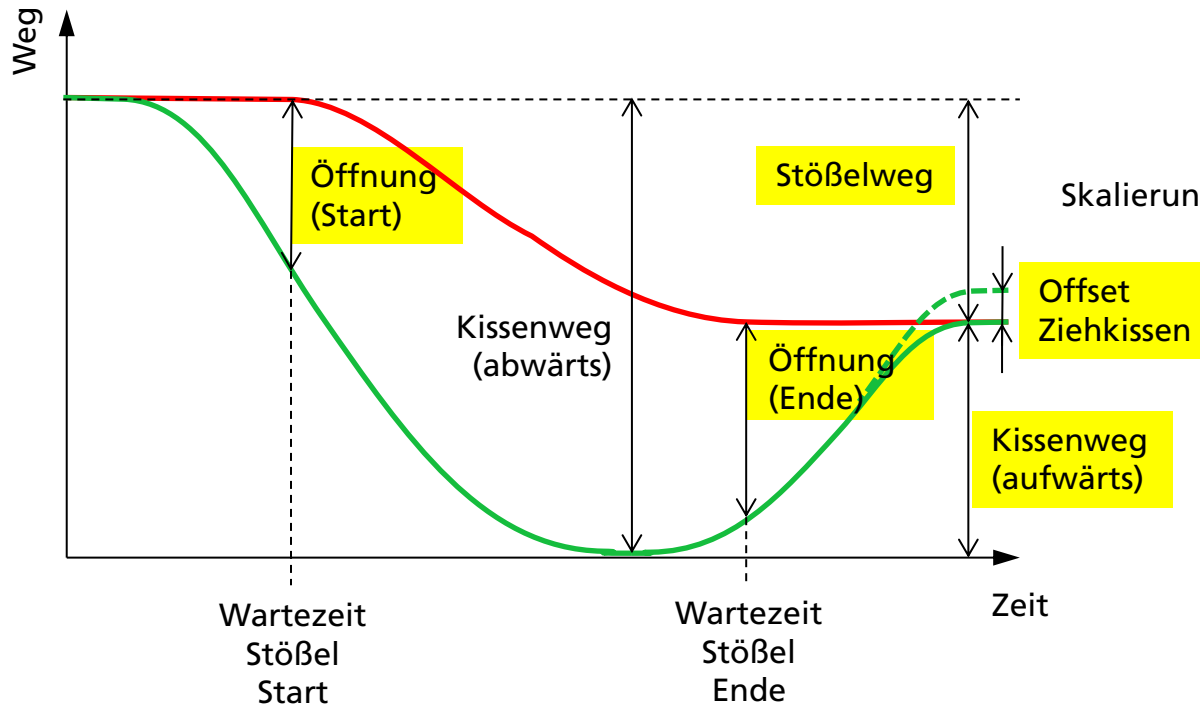 Weg
Öffnung
(Start)
Stößelweg
Skalierun
Kissenweg
(abwärts)
Offset
Ziehkissen
Öffnung
(Ende)
Kissenweg
(aufwärts)
Zeit
Wartezeit
Stößel
Start
Wartezeit
Stößel
Ende